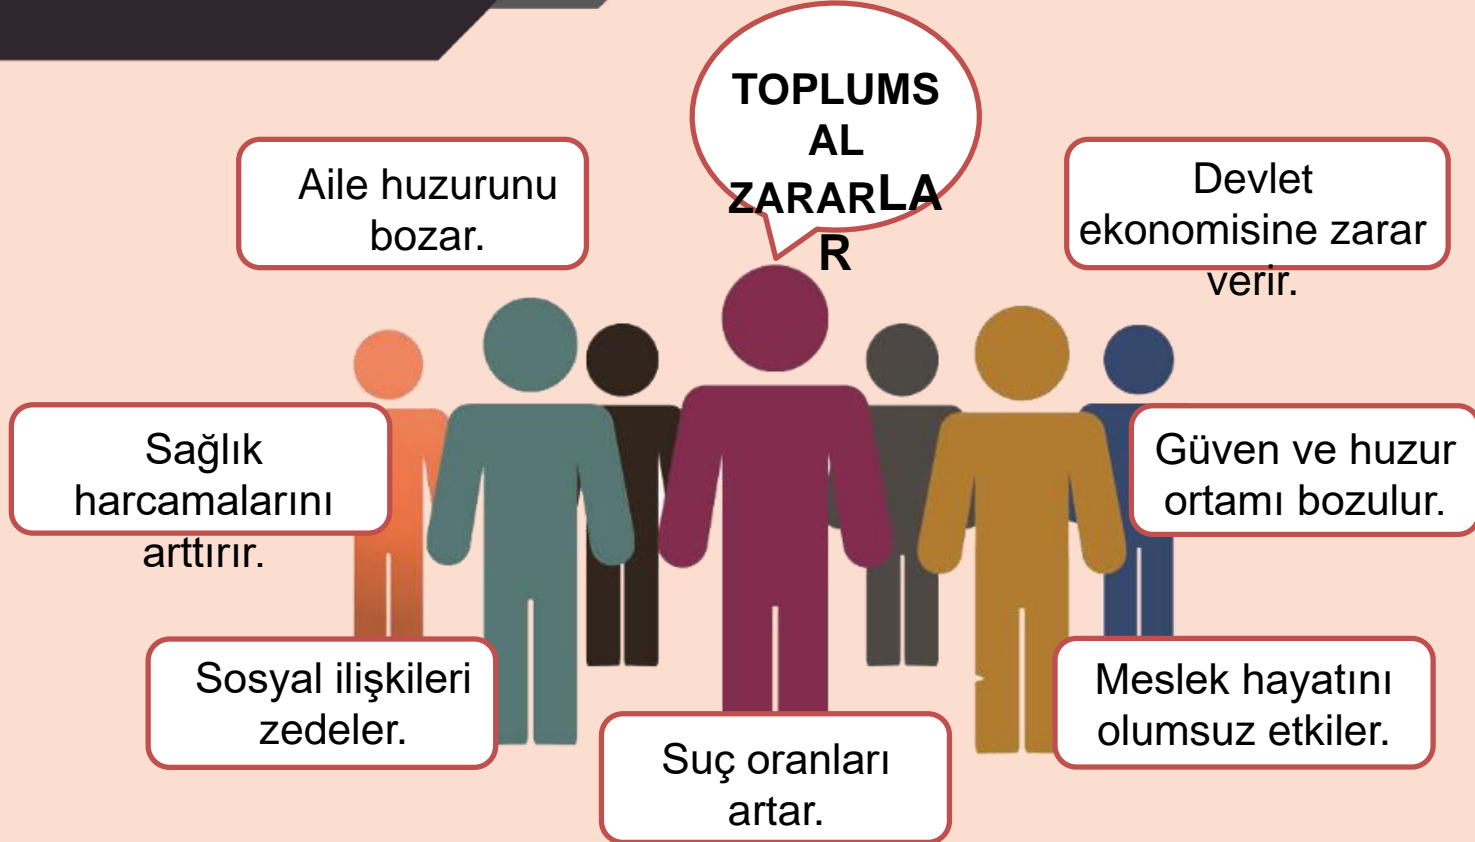 TOPLUMS
AL
ZARARLA
R
Aile huzurunu
bozar.
Devlet
ekonomisine zarar
verir.
Sağlık
harcamalarını
arttırır.
Güven ve huzur
ortamı bozulur.
Sosyal ilişkileri
zedeler.
Meslek hayatını
olumsuz etkiler.
Suç oranları
artar.